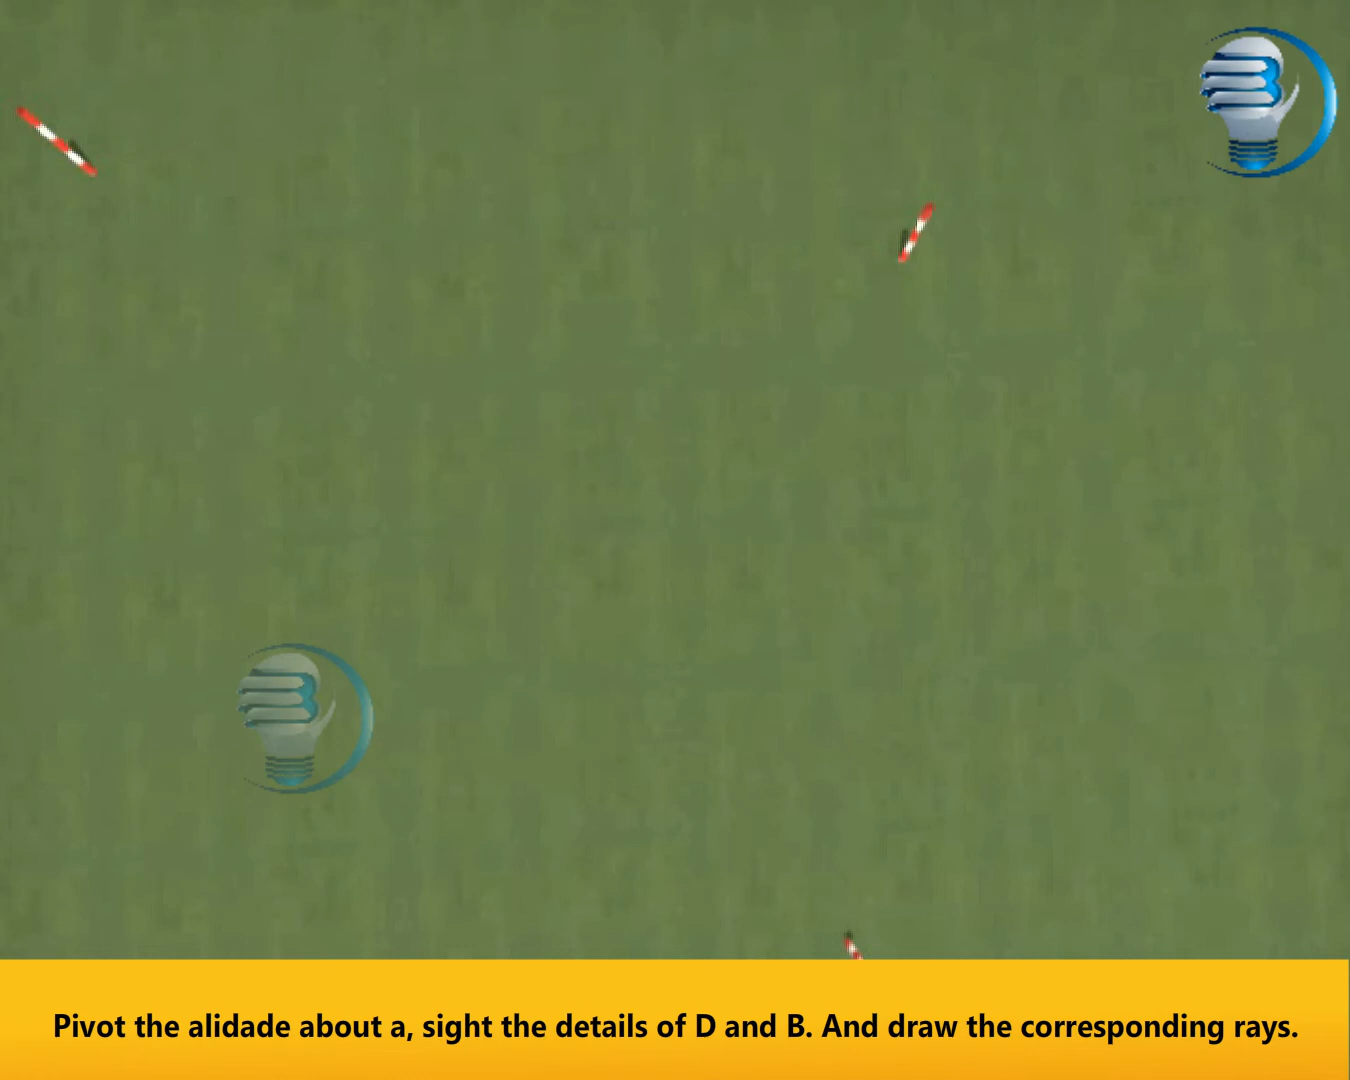 Pivot the alidade about a, sight the details of D and B. And draw the corresponding rays.